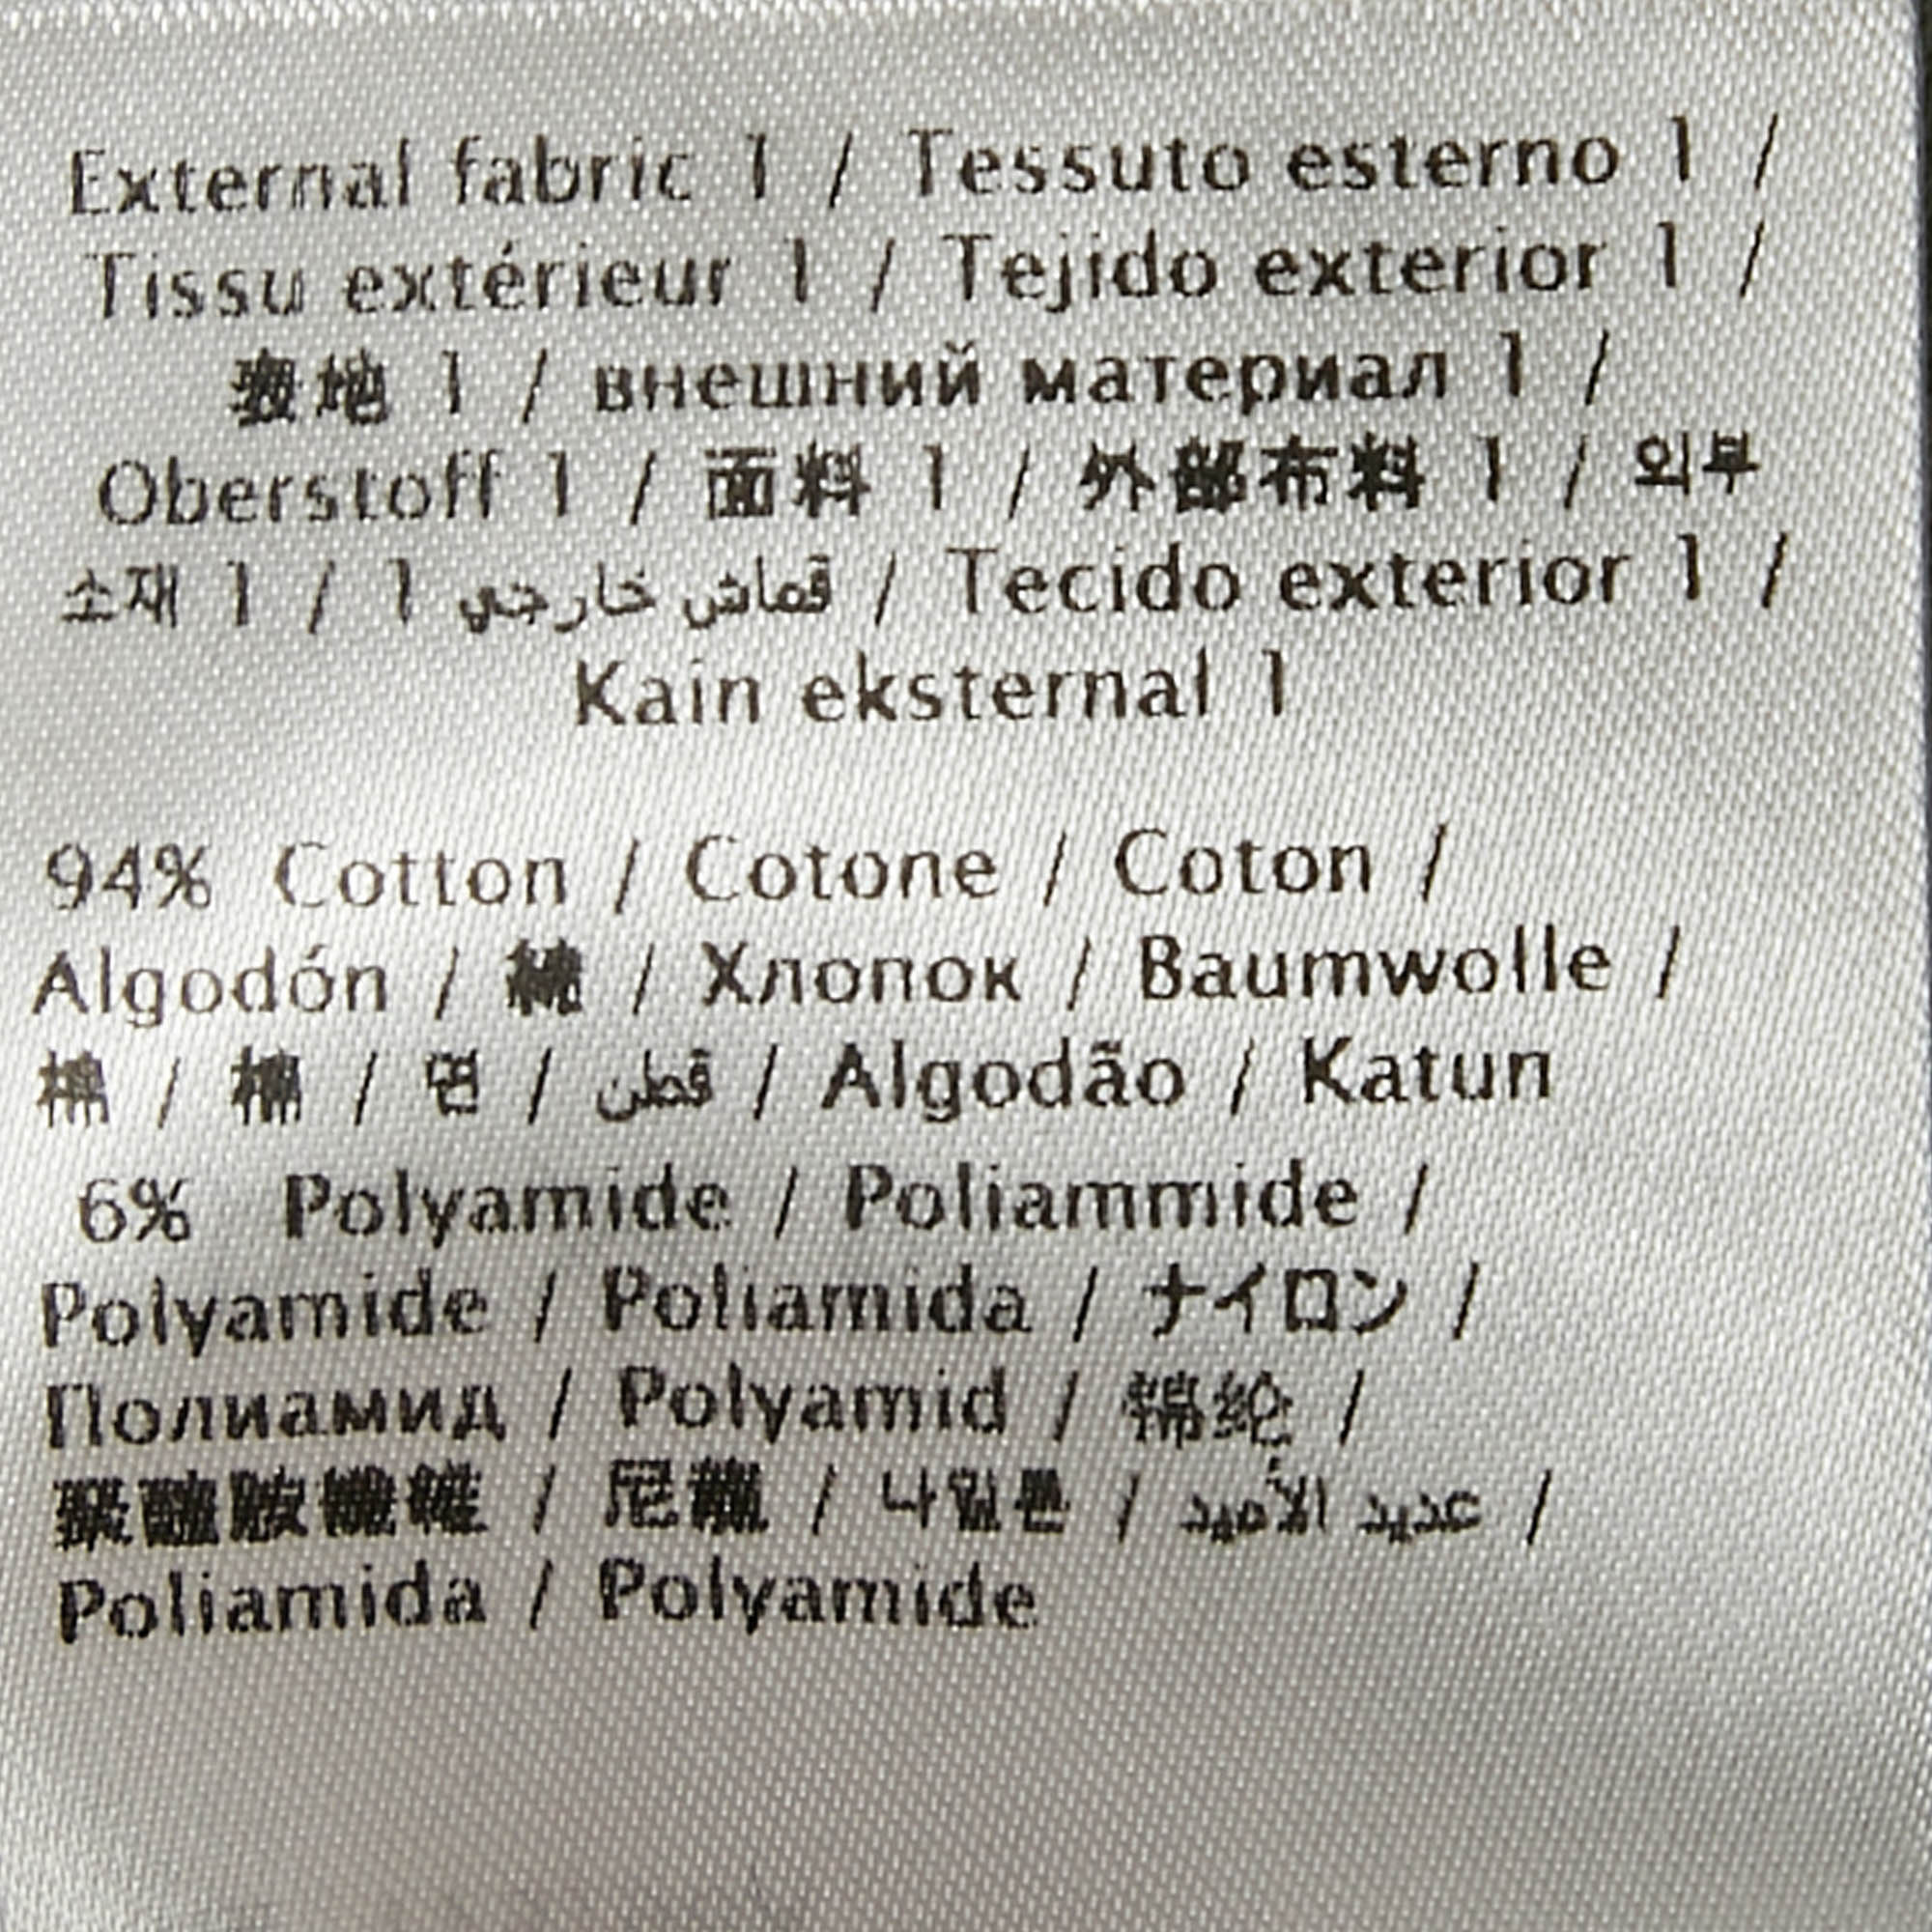 External fabric 1 / Tessuto esterno 1 /
Tissu extérieur 1 / Tejido exterior 1 /
表地 1 / внешний материал 1 /
Oberstoff 1 / 面料 1 / 外部布料 1 / 외부
소재 1 / قماش خارجي 1 / Tecido exterior 1 /
Kain eksternal 1
94% Cotton / Cotone / Coton /
Algodón / 綿 / Хлопок / Baumwolle /
棉 / 棉 / 면 / قطن / Algodão / Katun
6% Polyamide / Poliammide /
Polyamide / Poliamida / ナイロン /
Полиамид / Polyamid / 锦纶 /
聚醯胺纖維 / 尼龍 / 나일론 / عديد الأميد /
Poliamida / Polyamide